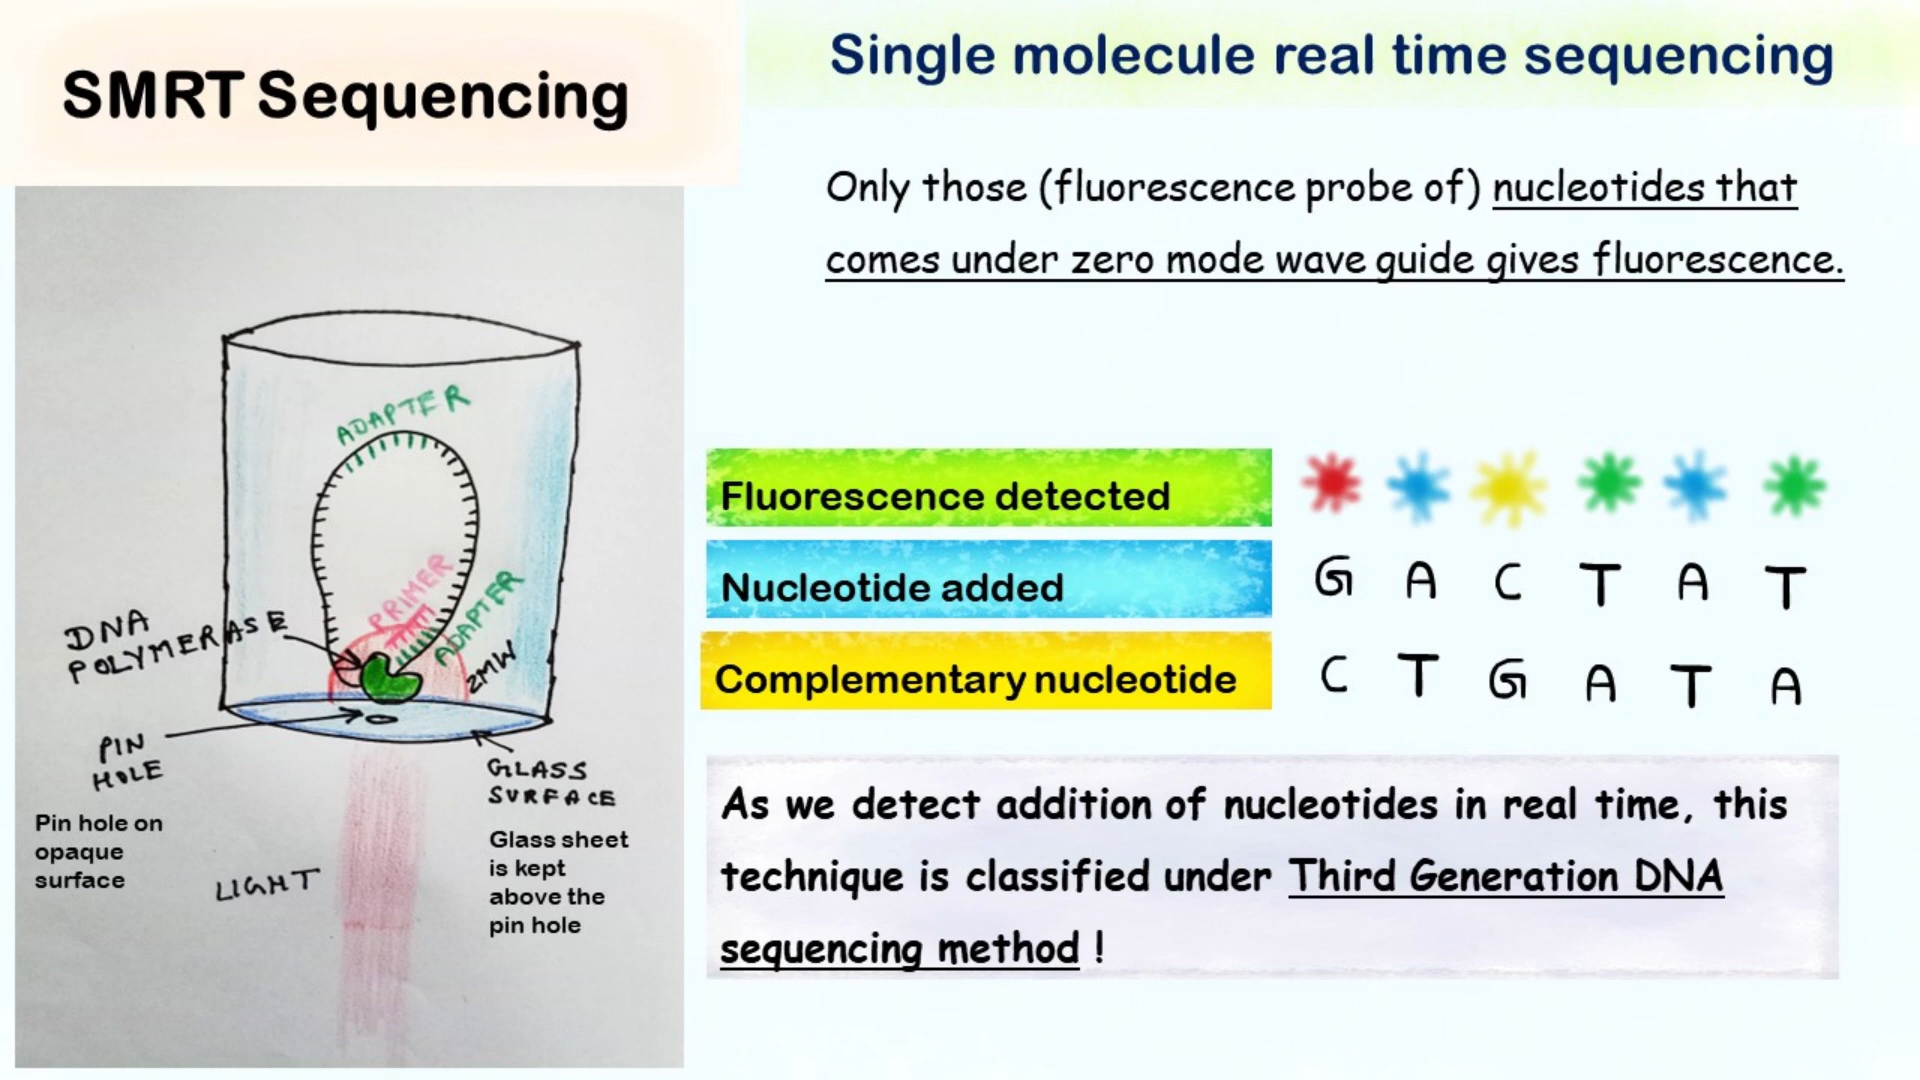 SMRT Sequencing
Single molecule real time sequencing
Only those (fluorescence probe of) nucleotides that
comes under zero mode wave guide gives fluorescence.
ADAPTER
PRIMER
ADAPTER
DNA
POLYMERASE
ZMW
PIN
HOLE
GLASS
SURFACE
Pin hole on
opaque
surface
Glass sheet
is kept
above the
pin hole
LIGHT
Fluorescence detected
Nucleotide added G A C T A T
Complementary nucleotide C T G A T A
As we detect addition of nucleotides in real time, this
technique is classified under Third Generation DNA
sequencing method !